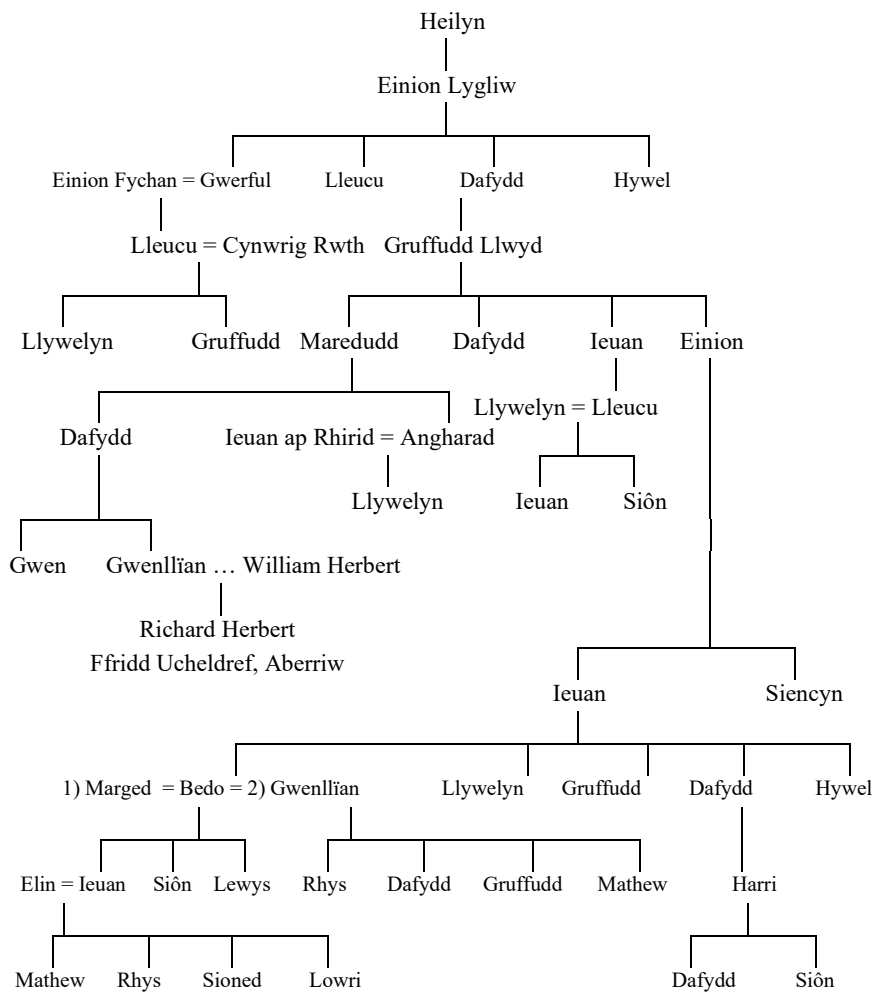 Heilyn
Einion Lygliw
Einion Fychan = Gwerful Lleucu Dafydd Hywel
Lleucu = Cynwrig Rwth Gruffudd Llwyd
Llywelyn Gruffudd Maredudd Dafydd Ieuan Einion
Llywelyn = Lleucu
Dafydd Ieuan ap Rhirid = Angharad
Llywelyn Ieuan Siôn
Gwen Gwenllïan … William Herbert
Richard Herbert
Ffridd Ucheldref, Aberriw
Ieuan Siencyn
1) Marged = Bedo = 2) Gwenllïan Llywelyn Gruffudd Dafydd Hywel
Elin = Ieuan Siôn Lewys Rhys Dafydd Gruffudd Mathew Harri
Mathew Rhys Sioned Lowri Dafydd Siôn